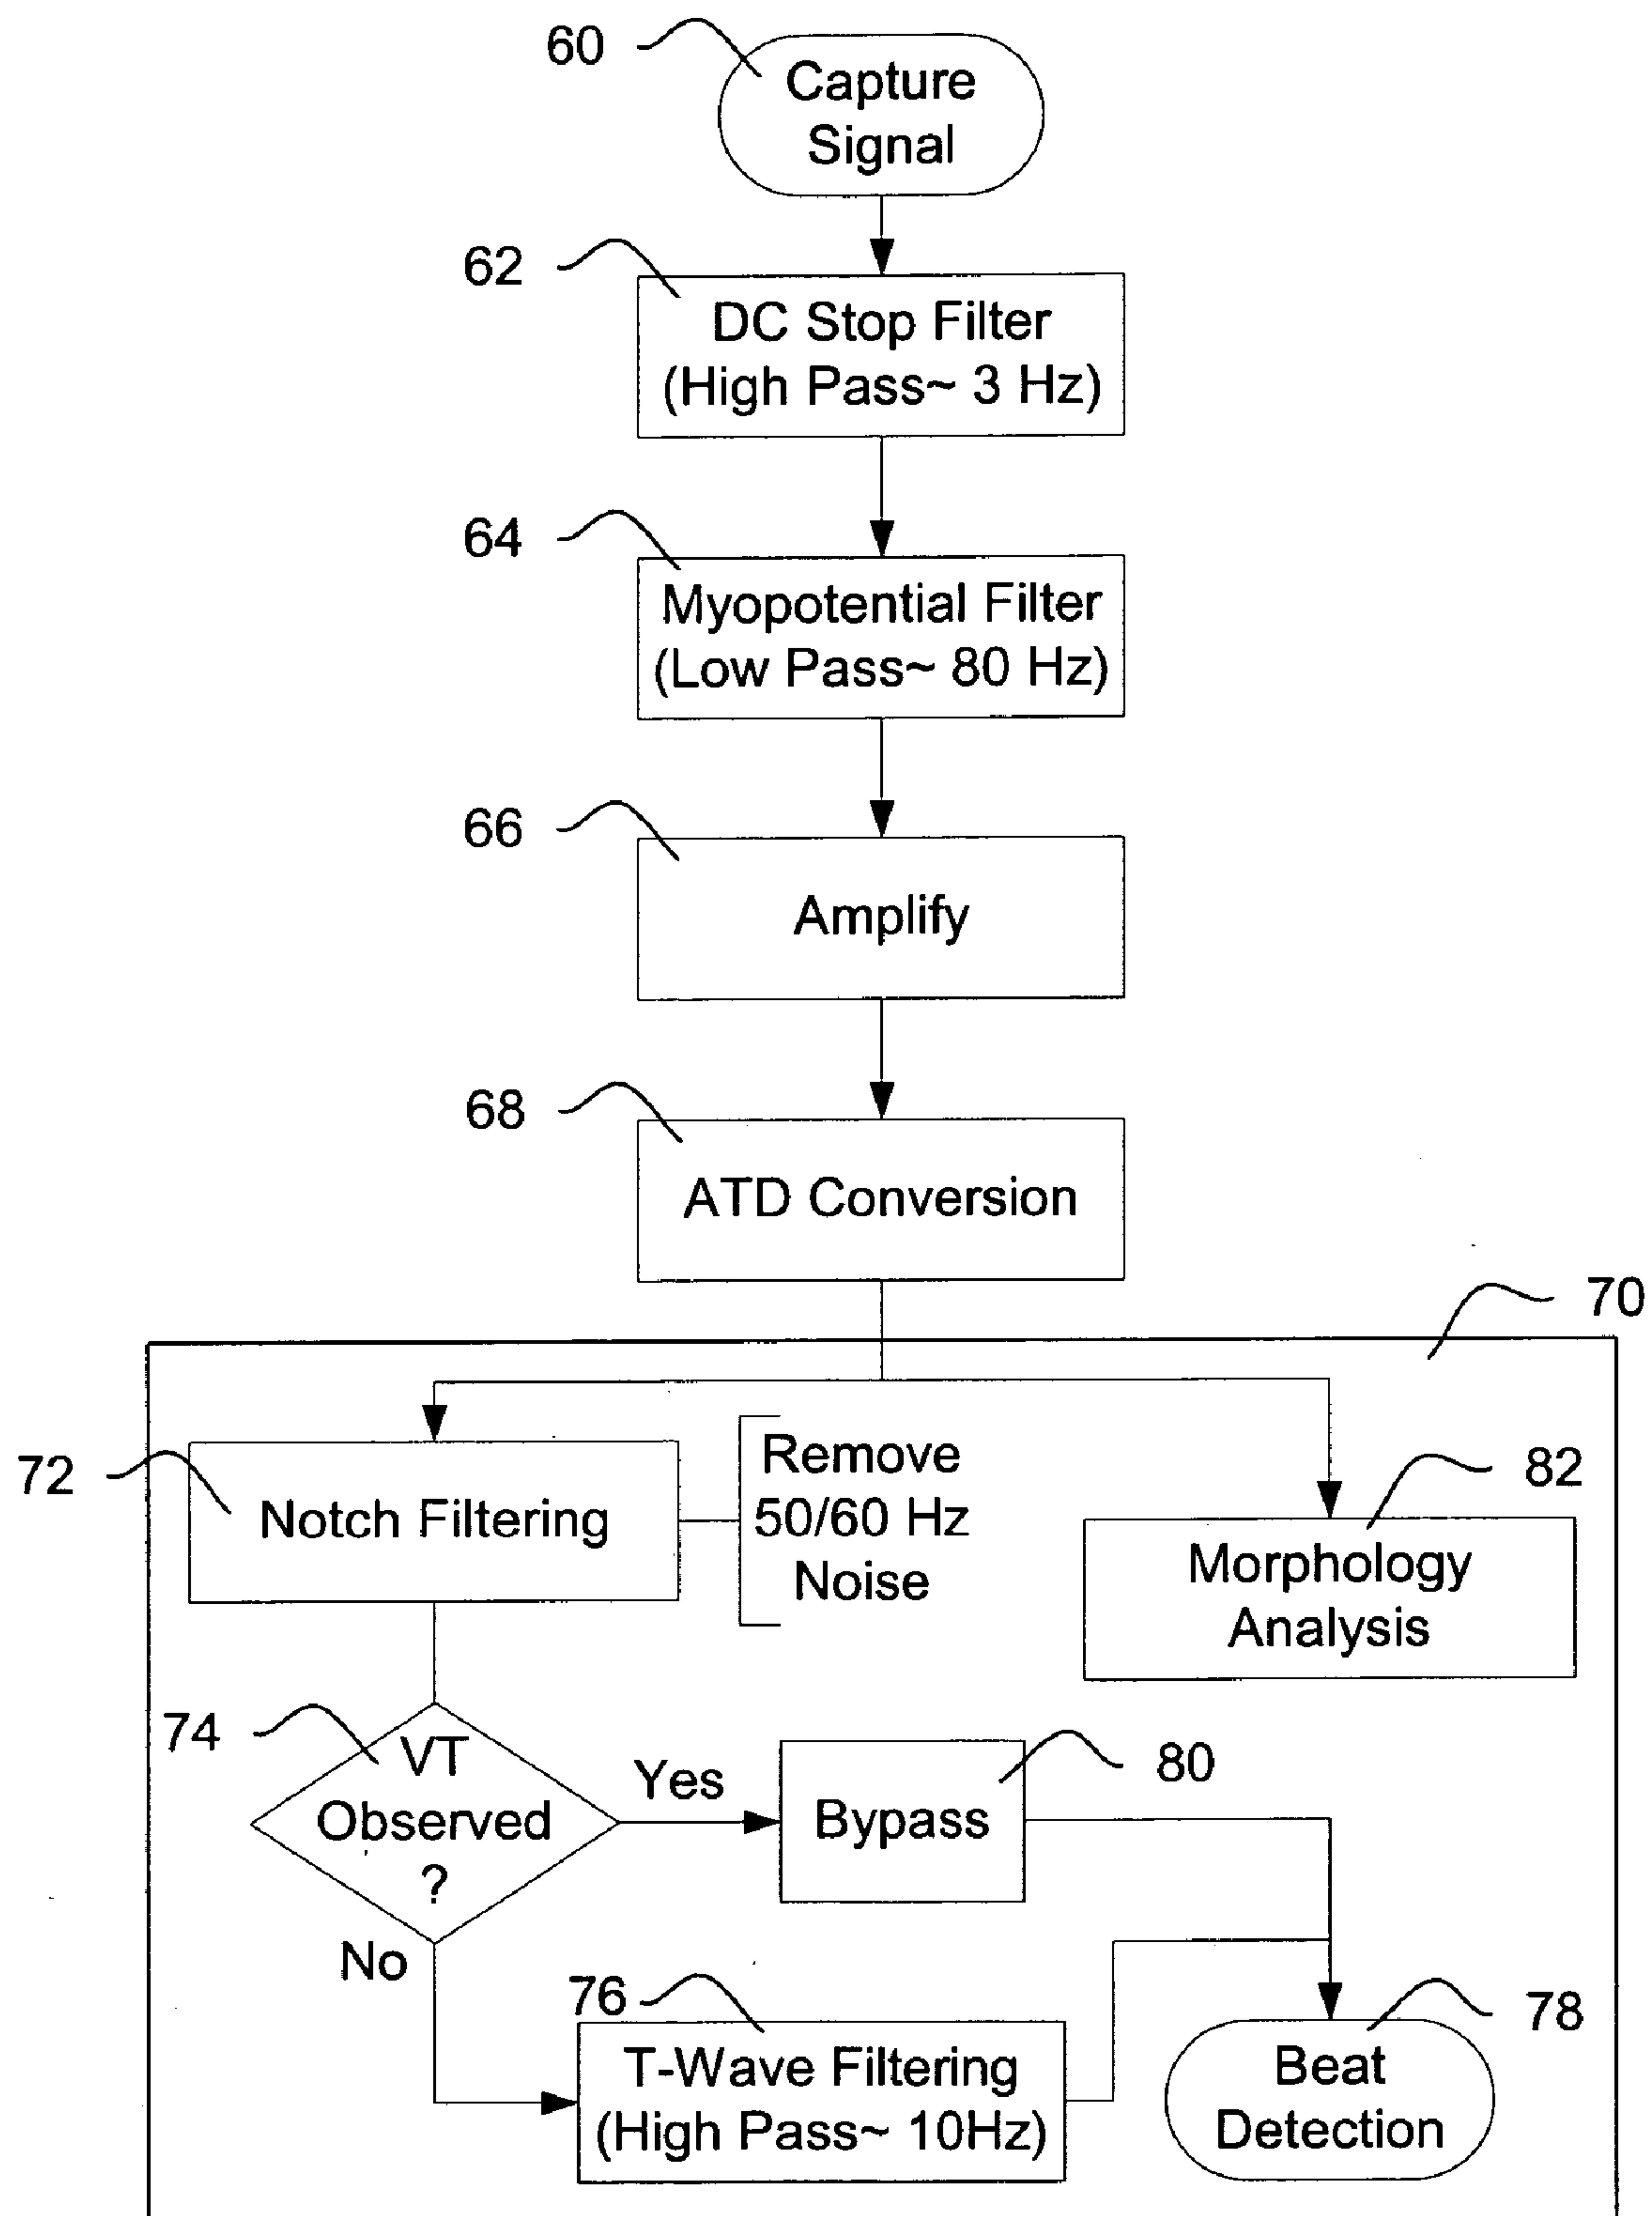 60
Capture
Signal
62
DC Stop Filter
(High Pass~ 3 Hz)
64
Myopotential Filter
(Low Pass~ 80 Hz)
66
Amplify
68
ATD Conversion
70
72
Notch Filtering
Remove
50/60 Hz
Noise
82
Morphology
Analysis
74
VT
Observed
?
Yes
80
Bypass
No
76
T-Wave Filtering
(High Pass~ 10Hz)
78
Beat
Detection